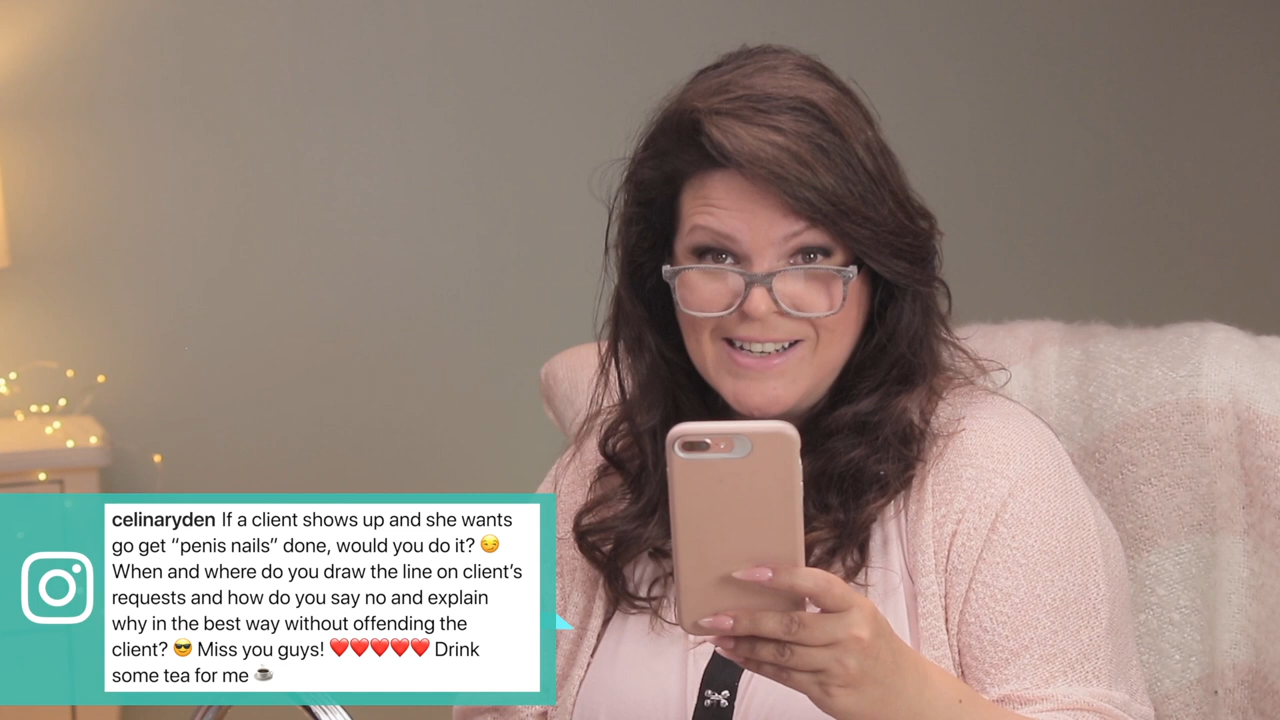 celinaryden If a client shows up and she wants
go get “penis nails” done, would you do it? 😏
When and where do you draw the line on client’s
requests and how do you say no and explain
why in the best way without offending the
client? 😎 Miss you guys! ❤️❤️❤️❤️❤️ Drink
some tea for me ☕